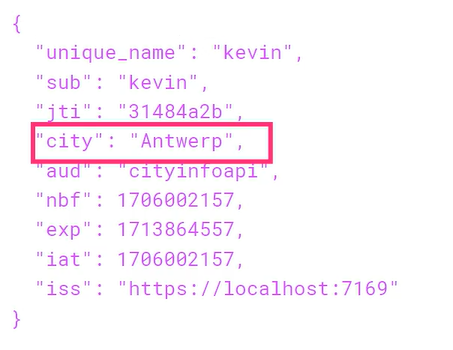 {
"unique_name": "kevin",
"sub": "kevin",
"jti": "31484a2b",
"city": "Antwerp",
"aud": "cityinfoapi",
"nbf": 1706002157,
"exp": 1713864557,
"iat": 1706002157,
"iss": "https://localhost:7169"
}